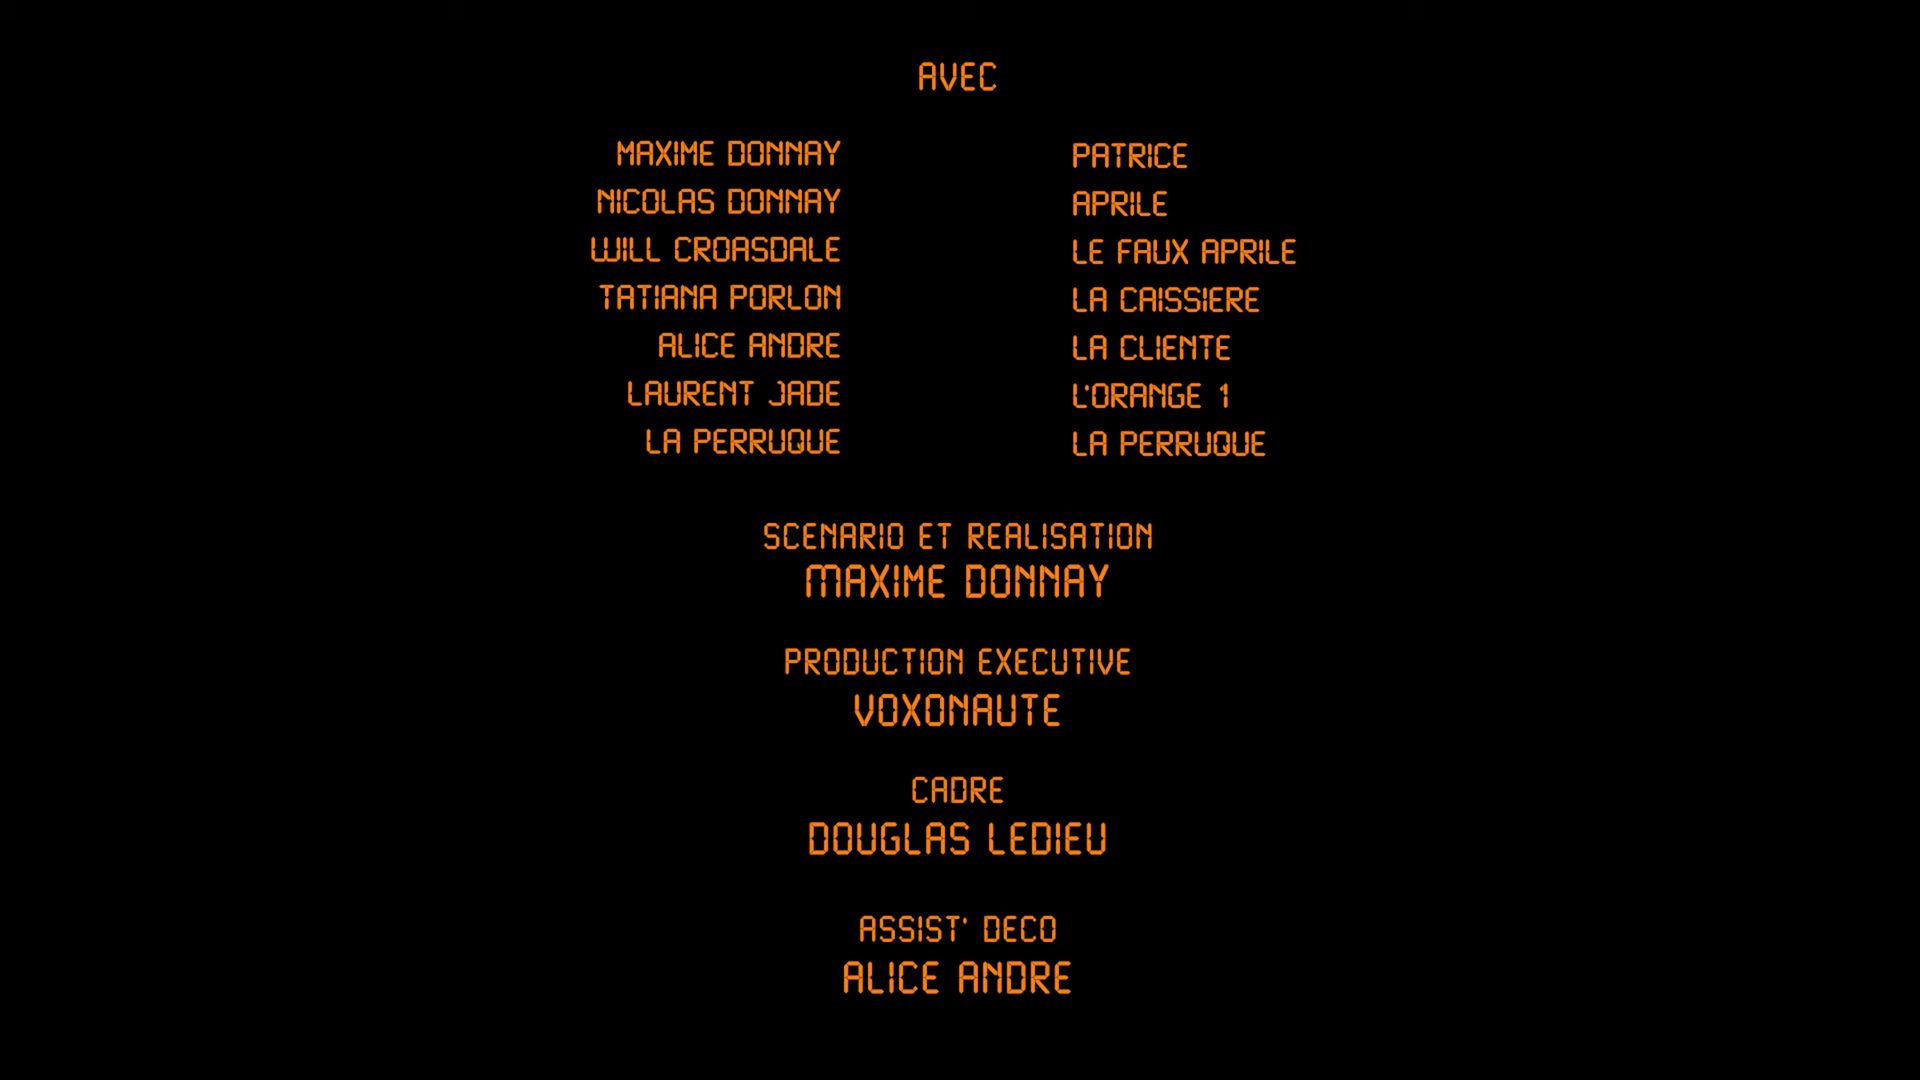 AVEC
MAXIME DONNAY PATRICE
NICOLAS DONNAY APRILE
WILL CROASDALE LE FAUX APRILE
TATIANA PORLON LA CAISSIERE
ALICE ANDRE LA CLIENTE
LAURENT JADE L'ORANGE 1
LA PERRUQUE LA PERRUQUE
SCENARIO ET REALISATION
MAXIME DONNAY
PRODUCTION EXECUTIVE
VOXONAUTE
CADRE
DOUGLAS LEDIEU
ASSIST' DECO
ALICE ANDRE